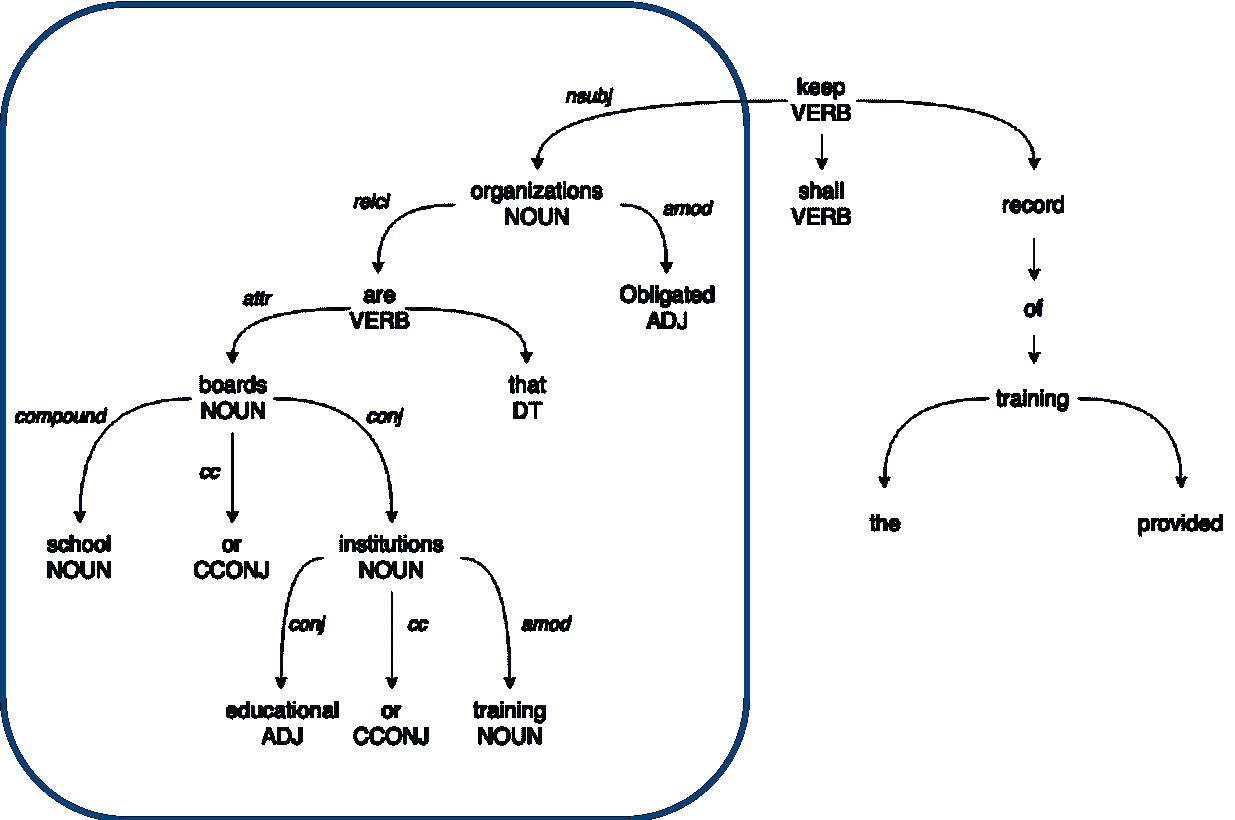 keep
nsubj
VERB
organizations
NOUN
shall
VERB
record
relcl
amod
are
VERB
Obligated
ADJ
of
attr
boards
NOUN
that
DT
training
compound
conj
cc
the
provided
school
NOUN
or
CCONJ
institutions
NOUN
conj
cc
amod
educational
ADJ
or
CCONJ
training
NOUN